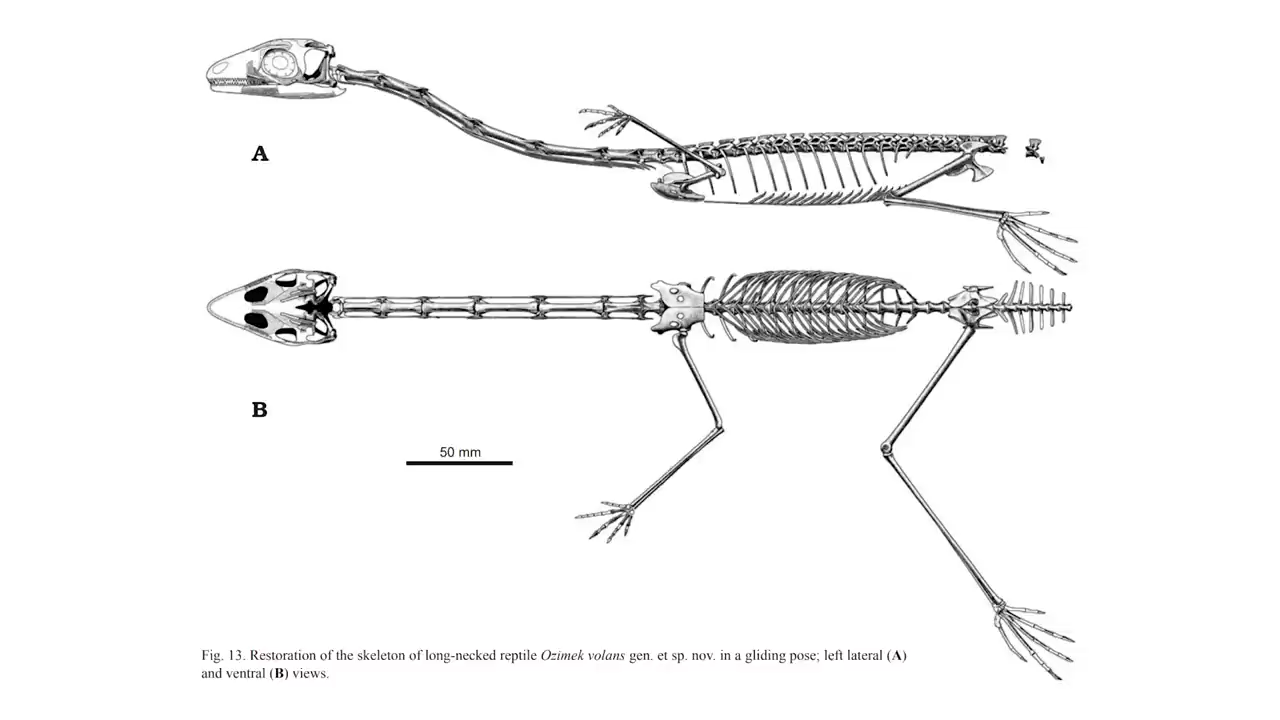 A
B
50 mm
Fig. 13. Restoration of the skeleton of long-necked reptile Ozimek volans gen. et sp. nov. in a gliding pose; left lateral (A)
and ventral (B) views.